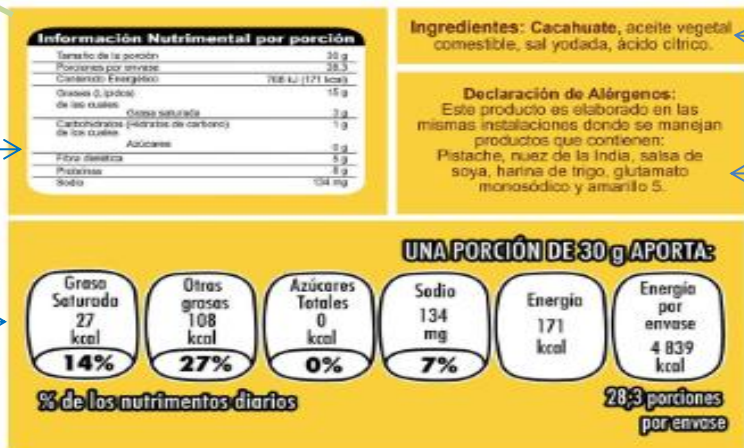 Información Nutrimental por porción
Tamaño de la porción 30 g
Porciones por envase 28.3
Contenido Energético 708 kJ (171 kcal)
Grasas (Lípidos) 15 g
de las cuales
Grasa saturada 3 g
Carbohidratos (Hidratos de carbono) 1 g
de los cuales
Azúcares 0 g
Fibra dietética 5 g
Proteínas 8 g
Sodio 134 mg
Ingredientes: Cacahuate, aceite vegetal
comestible, sal yodada, ácido cítrico.
Declaración de Alérgenos:
Este producto es elaborado en las
mismas instalaciones donde se manejan
productos que contienen:
Pistache, nuez de la India, salsa de
soya, harina de trigo, glutamato
monosódico y amarillo 5.
UNA PORCIÓN DE 30 g APORTA:
Grasa
Saturada
27
kcal
14%
Otras
grasas
108
kcal
27%
Azúcares
Totales
0
kcal
0%
Sodio
134
mg
7%
Energía
171
kcal
Energía
por
envase
4 839
kcal
% de los nutrimentos diarios
28;3 porciones
por envase